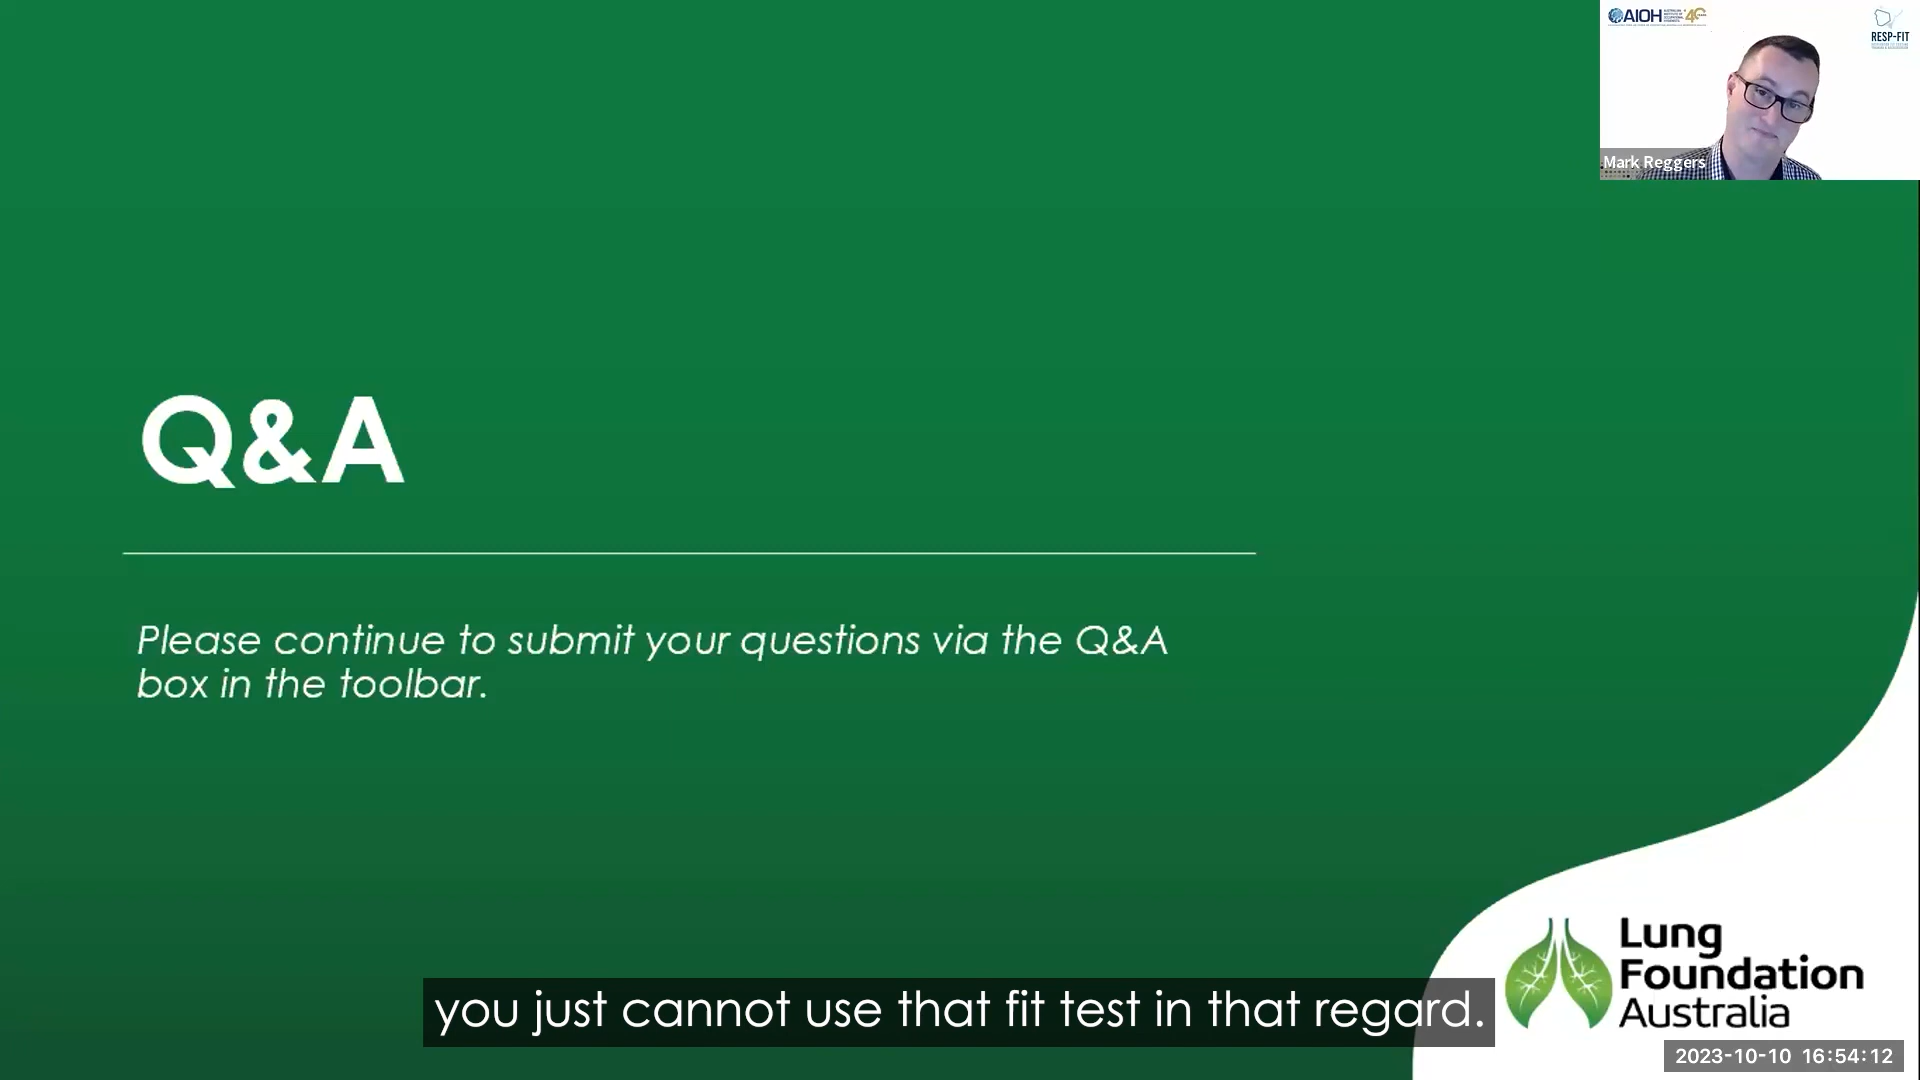 AIOH
40
RESP-FIT
Mark Reggers
Q&A
Please continue to submit your questions via the Q&A
box in the toolbar.
you just cannot use that fit test in that regard.
Lung
Foundation
Australia
2023-10-10 16:54:12